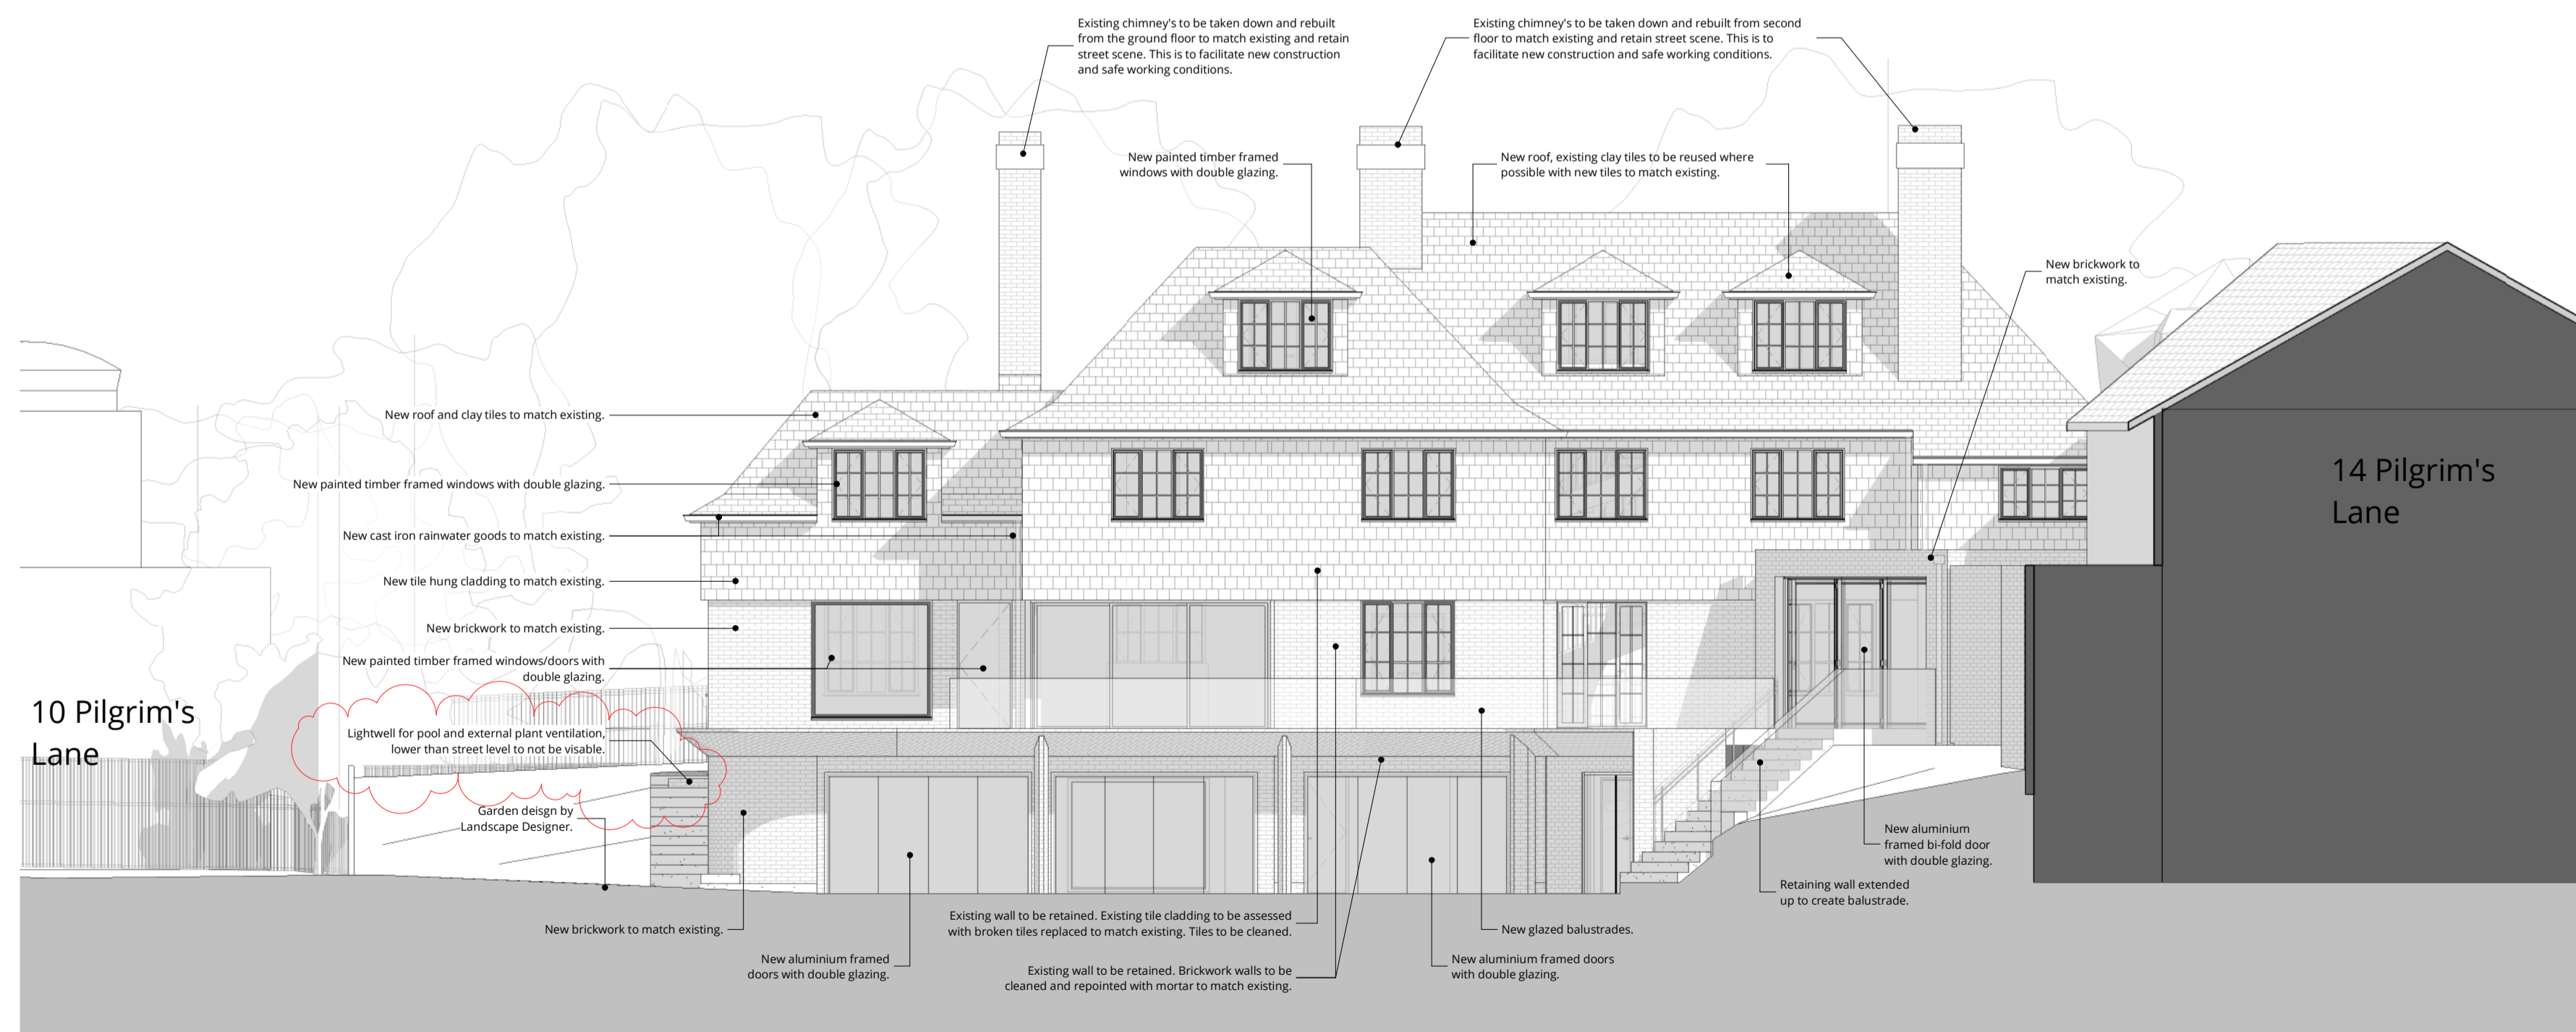 Existing chimney's to be taken down and rebuilt
from the ground floor to match existing and retain
street scene. This is to facilitate new construction
and safe working conditions.
Existing chimney's to be taken down and rebuilt from second
floor to match existing and retain street scene. This is to
facilitate new construction and safe working conditions.
New painted timber framed
windows with double glazing.
New roof, existing clay tiles to be reused where
possible with new tiles to match existing.
New brickwork to
match existing.
New roof and clay tiles to match existing.
New painted timber framed windows with double glazing.
New cast iron rainwater goods to match existing.
New tile hung cladding to match existing.
New brickwork to match existing.
New painted timber framed windows/doors with
double glazing.
10 Pilgrim's
Lane
14 Pilgrim's
Lane
Lightwell for pool and external plant ventilation,
lower than street level to not be visable.
Garden deisgn by
Landscape Designer.
New brickwork to match existing.
New aluminium framed
doors with double glazing.
Existing wall to be retained. Existing tile cladding to be assessed
with broken tiles replaced to match existing. Tiles to be cleaned.
Existing wall to be retained. Brickwork walls to be
cleaned and repointed with mortar to match existing.
New glazed balustrades.
New aluminium framed doors
with double glazing.
New aluminium
framed bi-fold door
with double glazing.
Retaining wall extended
up to create balustrade.